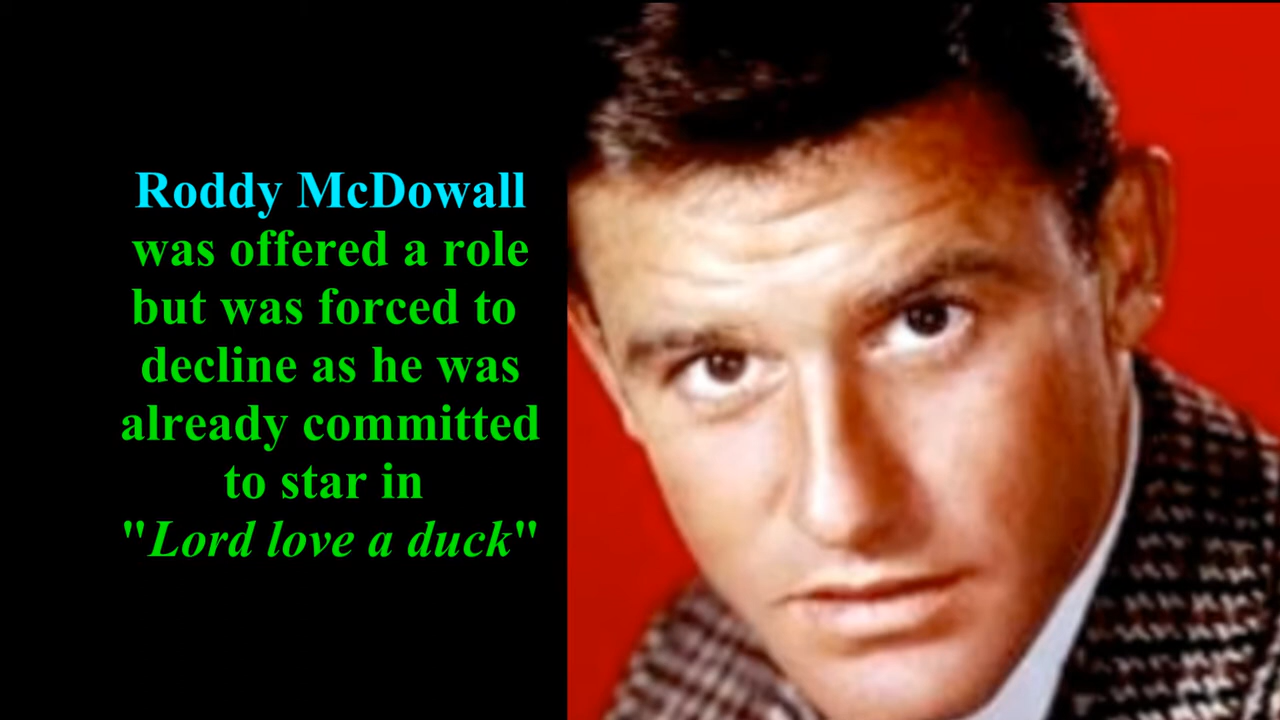 Roddy McDowall
was offered a role
but was forced to
decline as he was
already committed
to star in
"Lord love a duck"